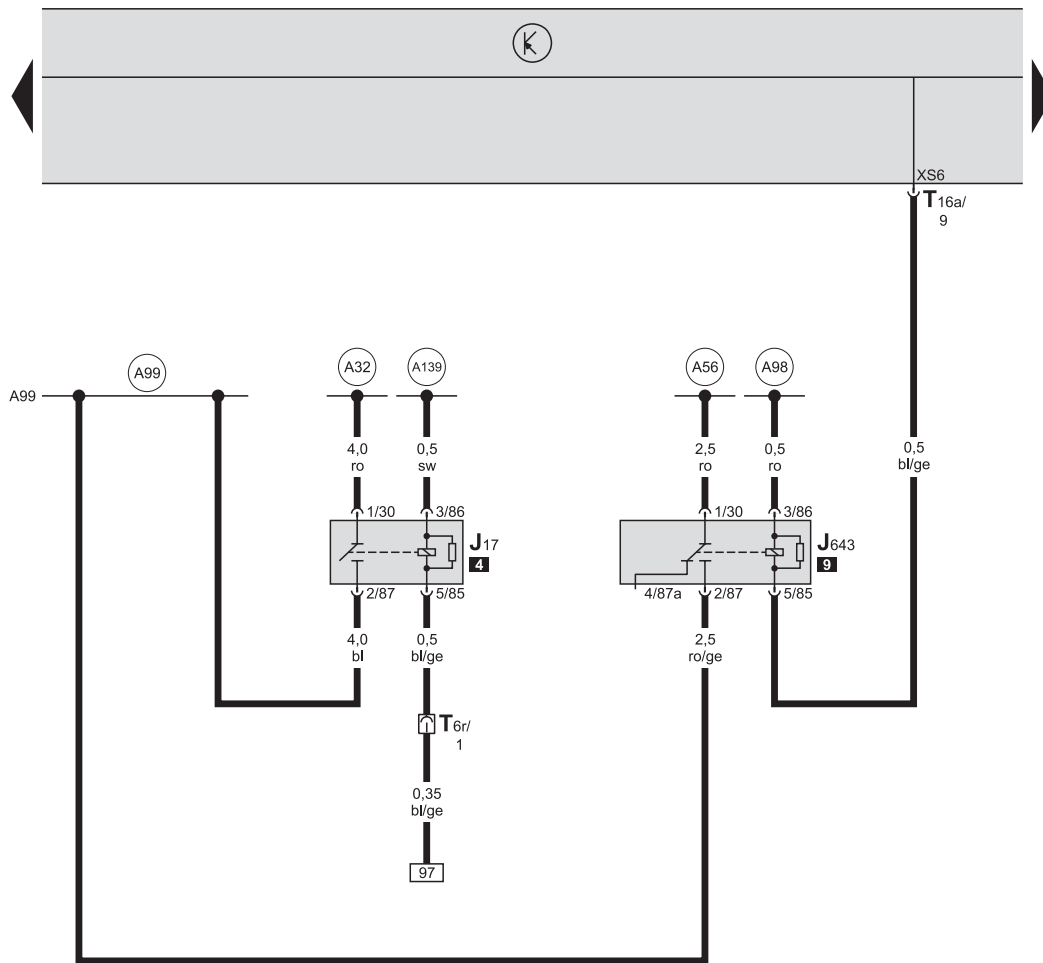 XS6
T16a/
9
A99
A99
A32
A139
A56
A98
4,0
ro
0,5
sw
2,5
ro
0,5
ro
0,5
bl/ge
1/30
3/86
J17
4
2/87
5/85
1/30
3/86
J643
9
4/87a
2/87
5/85
4,0
bl
0,5
bl/ge
2,5
ro/ge
T6r/
1
0,35
bl/ge
97